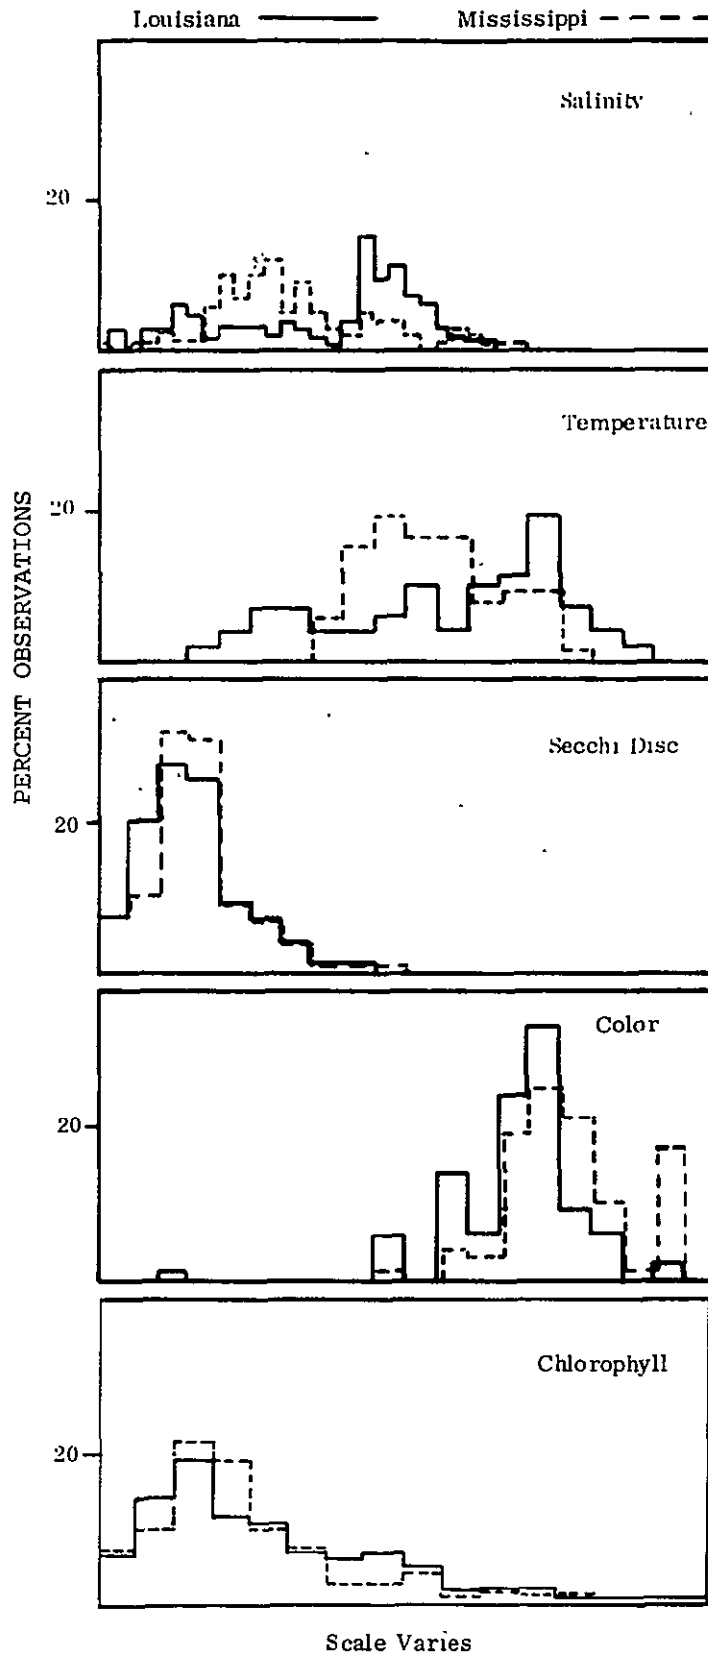 Louisiana Mississippi
Salinity
20
Temperature
20
PERCENT OBSERVATIONS
Secchi Disc
20
Color
20
Chlorophyll
20
Scale Varies